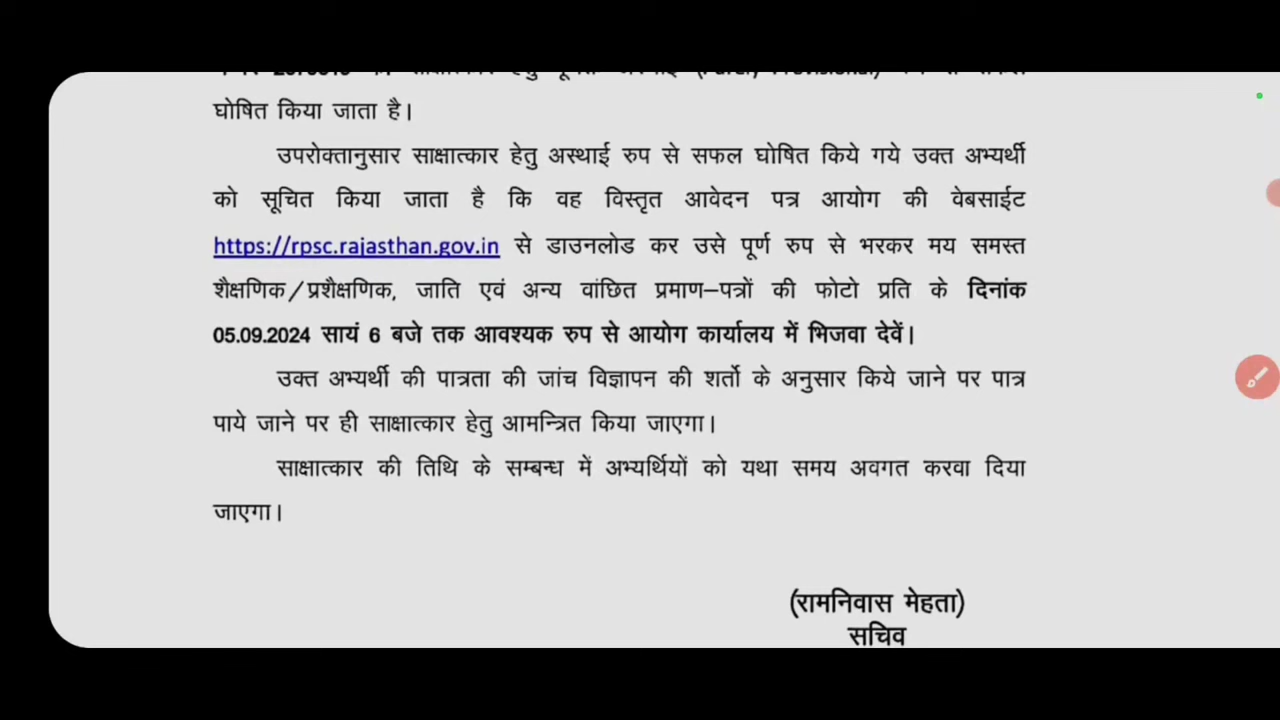 घोषित किया जाता है।
उपरोक्तानुसार साक्षात्कार हेतु अस्थाई रुप से सफल घोषित किये गये उक्त अभ्यर्थी
को सूचित किया जाता है कि वह विस्तृत आवेदन पत्र आयोग की वेबसाईट
https://rpsc.rajasthan.gov.in से डाउनलोड कर उसे पूर्ण रुप से भरकर मय समस्त
शैक्षणिक/प्रशैक्षणिक, जाति एवं अन्य वांछित प्रमाण–पत्रों की फोटो प्रति के दिनांक
05.09.2024 सायं 6 बजे तक आवश्यक रुप से आयोग कार्यालय में भिजवा देवें।
उक्त अभ्यर्थी की पात्रता की जांच विज्ञापन की शर्तो के अनुसार किये जाने पर पात्र
पाये जाने पर ही साक्षात्कार हेतु आमन्त्रित किया जाएगा।
साक्षात्कार की तिथि के सम्बन्ध में अभ्यर्थियों को यथा समय अवगत करवा दिया
जाएगा।
(रामनिवास मेहता)
सचिव